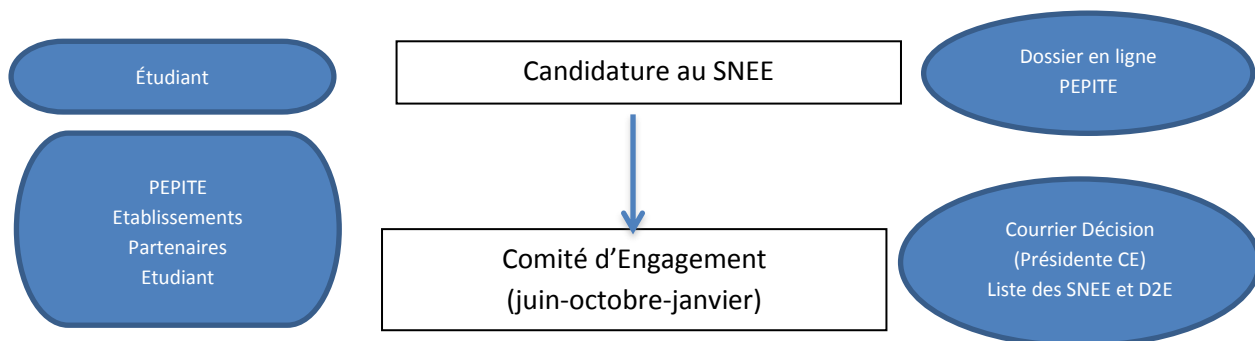 Étudiant
Candidature au SNEE
Dossier en ligne
PEPITE
PEPITE
Etablissements
Partenaires
Etudiant
Comité d’Engagement
(juin-octobre-janvier)
Courrier Décision
(Présidente CE)
Liste des SNEE et D2E